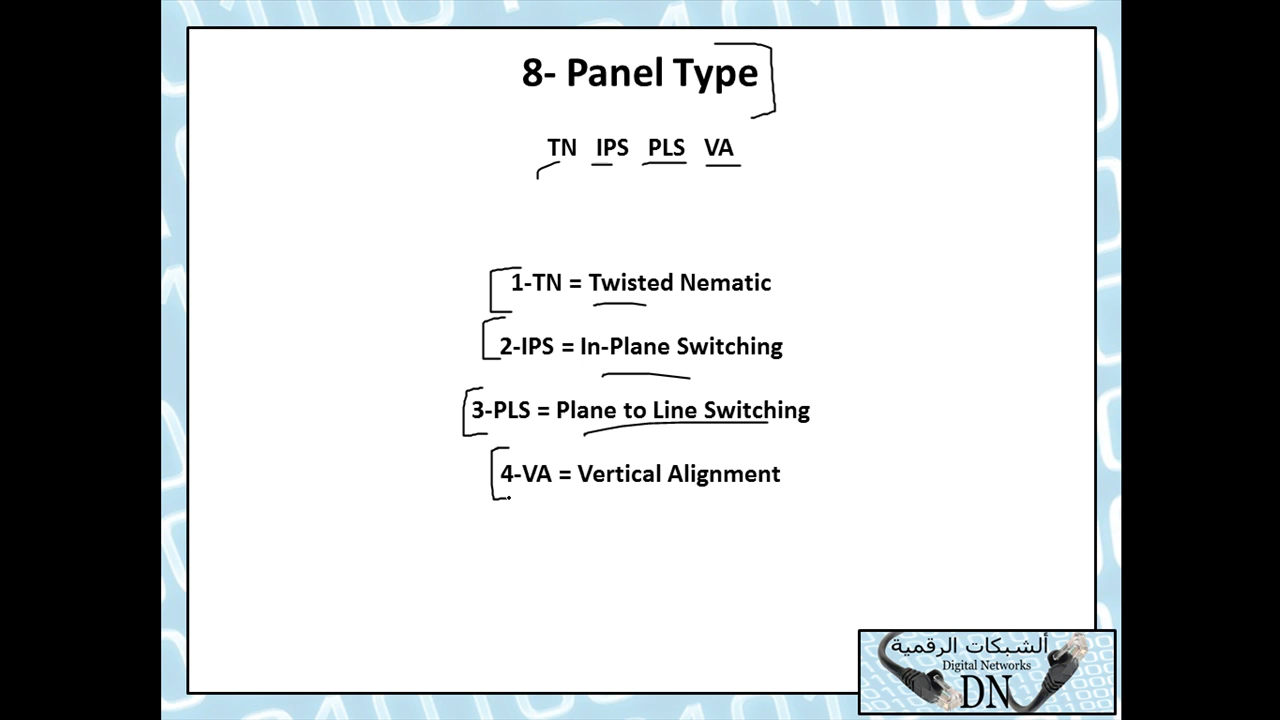 8- Panel Type
TN IPS PLS VA
1-TN = Twisted Nematic
2-IPS = In-Plane Switching
3-PLS = Plane to Line Switching
4-VA = Vertical Alignment
ألشبكات الرقمية
Digital Networks
DN